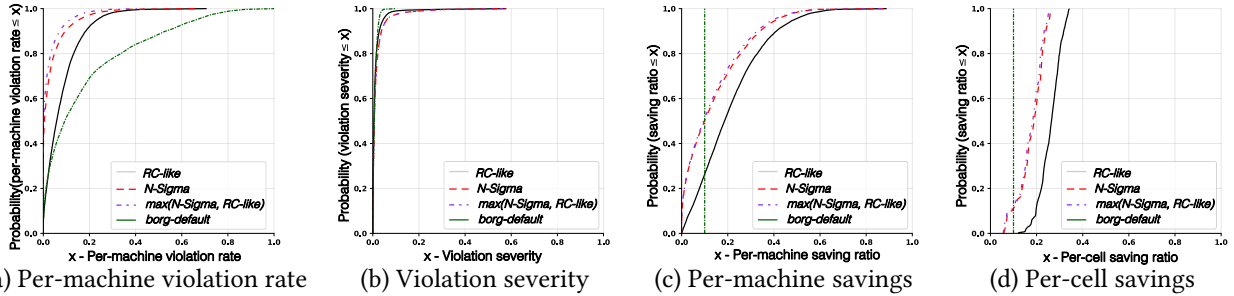 Probability(per-machine violation rate ≤ x)
1.0
0.8
0.6
0.4
0.2
0.0
0.0 0.2 0.4 0.6 0.8 1.0
RC-like
N-Sigma
max(N-Sigma, RC-like)
borg-default
x - Per-machine violation rate
) Per-machine violation rate
Probability (violation severity ≤ x)
1.0
0.8
0.6
0.4
0.2
0.0
0.0 0.2 0.4 0.6 0.8 1.0
RC-like
N-Sigma
max(N-Sigma, RC-like)
borg-default
x - Violation severity
(b) Violation severity
Probability (saving ratio ≤ x)
1.0
0.8
0.6
0.4
0.2
0.0
0.0 0.2 0.4 0.6 0.8 1.0
RC-like
N-Sigma
max(N-Sigma, RC-like)
borg-default
x - Per-machine saving ratio
(c) Per-machine savings
Probability (saving ratio ≤ x)
1.0
0.8
0.6
0.4
0.2
0.0
0.0 0.2 0.4 0.6 0.8 1.0
RC-like
N-Sigma
max(N-Sigma, RC-like)
borg-default
x - Per-cell saving ratio
(d) Per-cell savings